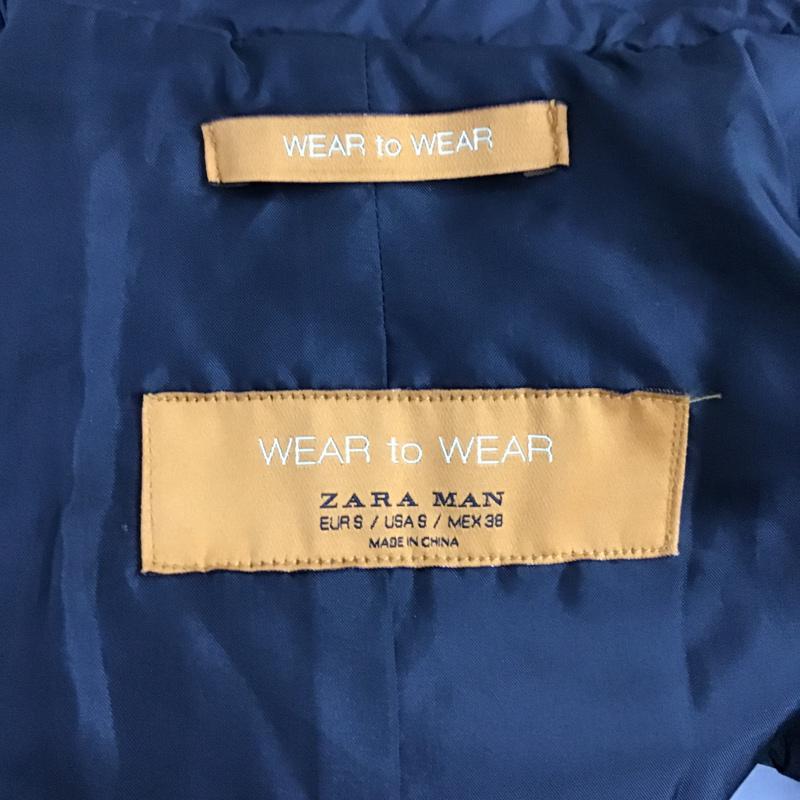 WEAR to WEAR
WEAR to WEAR
ZARA MAN
EUR S / USA S / MEX 38
MADE IN CHINA